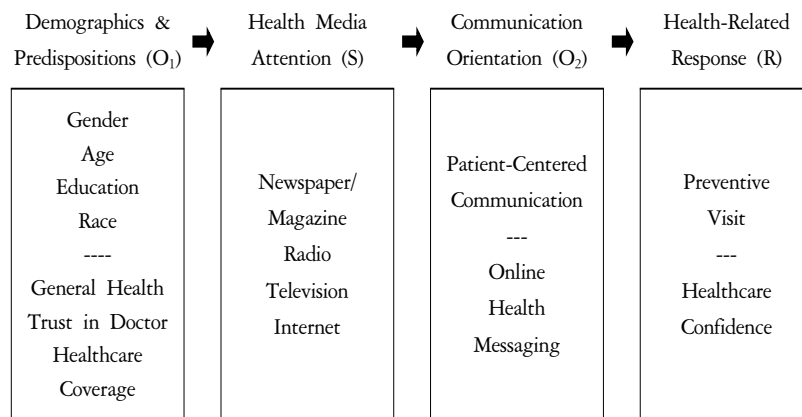 Demographics &
Predispositions (O₁)
Health Media
Attention (S)
Communication
Orientation (O₂)
Health-Related
Response (R)
Gender
Age
Education
Race
----
General Health
Trust in Doctor
Healthcare
Coverage
Newspaper/
Magazine
Radio
Television
Internet
Patient-Centered
Communication
---
Online
Health
Messaging
Preventive
Visit
---
Healthcare
Confidence